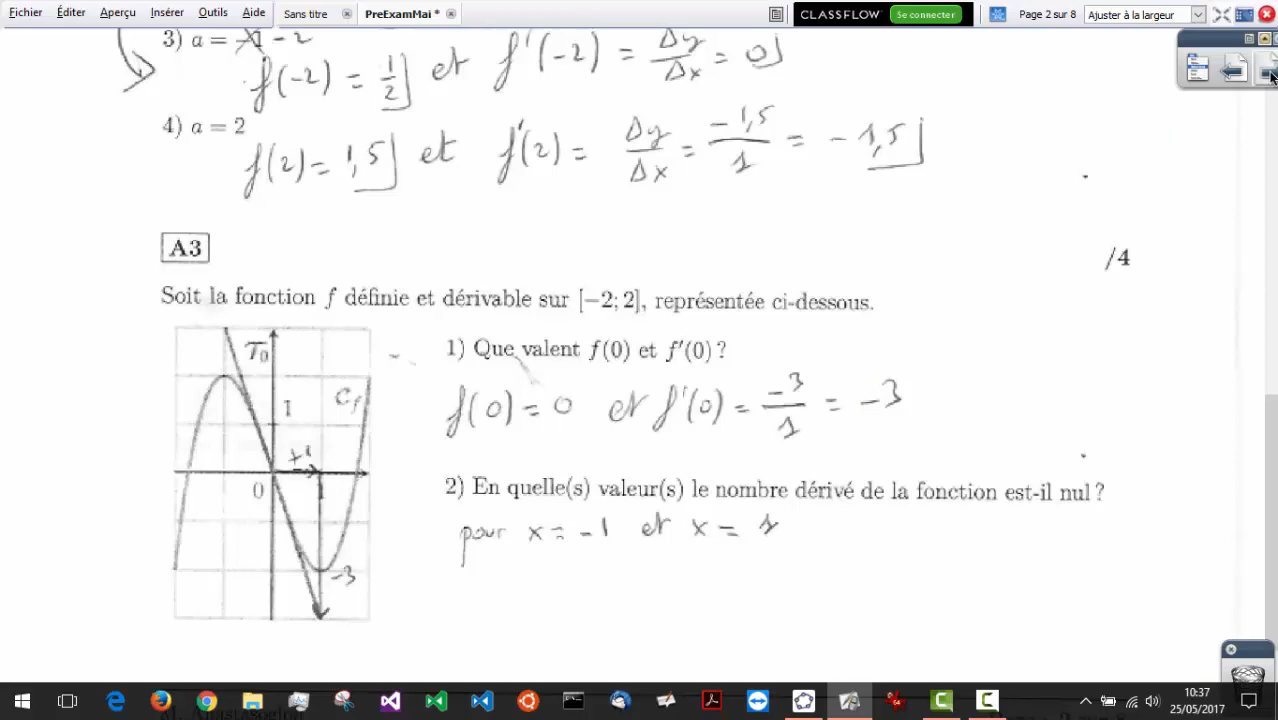 Fichier Éditer Aperçu Insérer Outils Aide Sans titre PreExamMai * CLASSFLOW Se connecter Page 2 sur 8 Ajuster à la largeur
3) a = -2
f(-2) = 1/2 et f'(-2) = Δy/Δx = 0
4) a = 2
f(2) = 1,5 et f'(2) = Δy/Δx = -1,5/1 = -1,5
A3 /4
Soit la fonction f définie et dérivable sur [−2; 2], représentée ci-dessous.
T0
Cf
1
+1
0
1
-3
1) Que valent f(0) et f'(0) ?
f(0) = 0 et f'(0) = -3/1 = -3
2) En quelle(s) valeur(s) le nombre dérivé de la fonction est-il nul ?
pour x = -1 et x = 1
10:37
25/05/2017